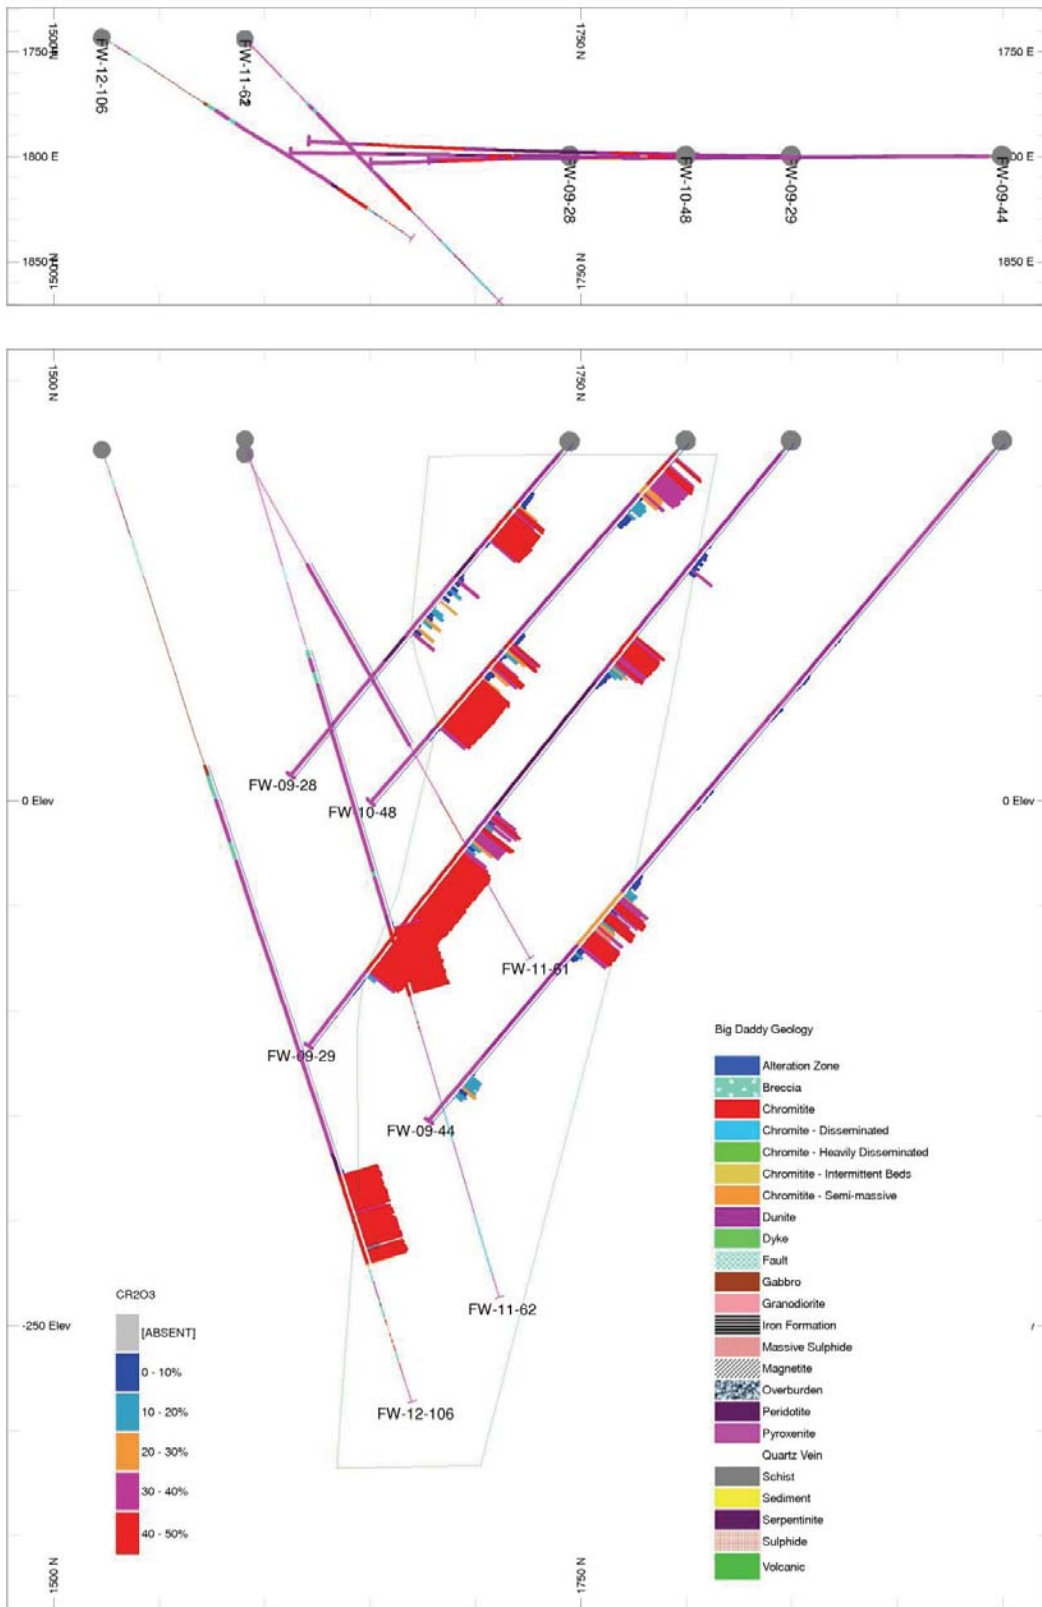 1500 N
1750 N
1750 E
1750 E
FW-12-106
FW-11-62
1800 E
00 E
FW-09-28
FW-10-48
FW-09-29
FW-09-44
1850 E
1850 E
1500 N
1750 N
1500 N
1750 N
FW-09-28
FW-10-48
0 Elev
0 Elev
FW-11-61
FW-09-29
FW-09-44
FW-11-62
-250 Elev
FW-12-106
CR2O3
[ABSENT]
0 - 10%
10 - 20%
20 - 30%
30 - 40%
40 - 50%
Big Daddy Geology
Alteration Zone
Breccia
Chromitite
Chromite - Disseminated
Chromite - Heavily Disseminated
Chromitite - Intermittent Beds
Chromitite - Semi-massive
Dunite
Dyke
Fault
Gabbro
Granodiorite
Iron Formation
Massive Sulphide
Magnetite
Overburden
Peridotite
Pyroxenite
Quartz Vein
Schist
Sediment
Serpentinite
Sulphide
Volcanic
1500 N
1750 N